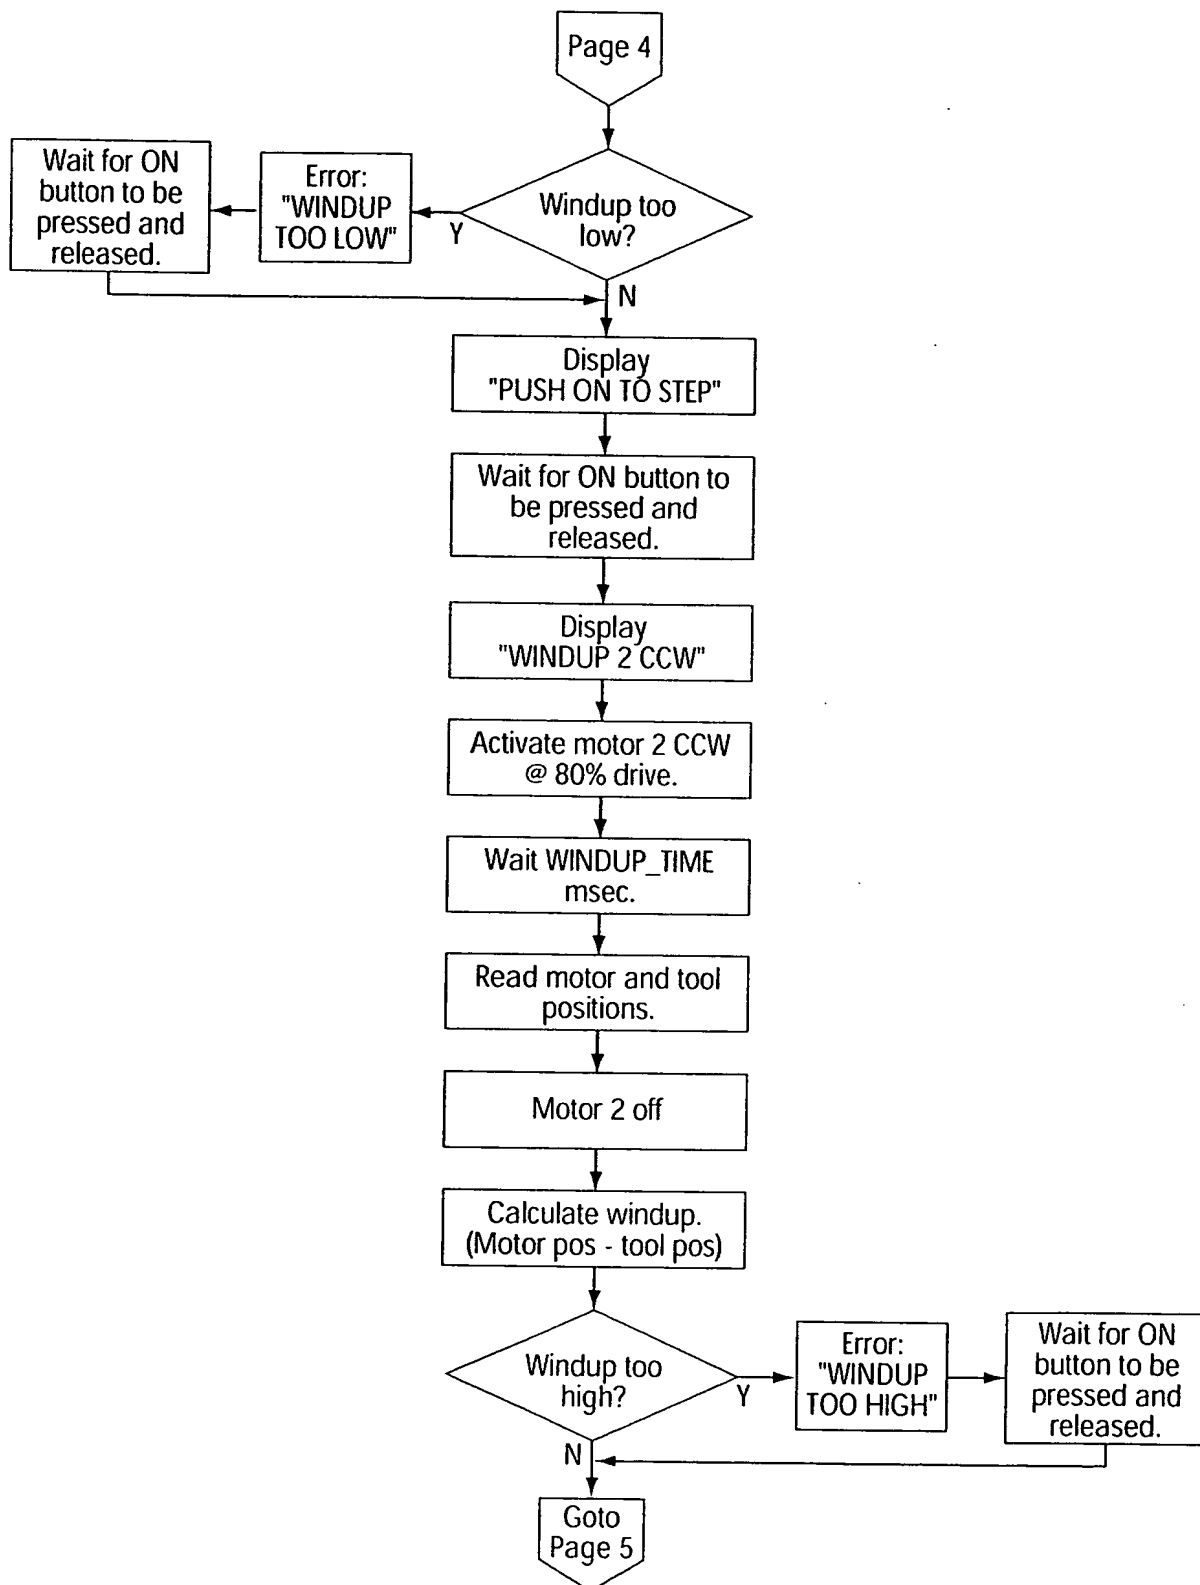 Page 4
Wait for ON
button to be
pressed and
released.
Error:
"WINDUP
TOO LOW"
Y
Windup too
low?
N
Display
"PUSH ON TO STEP"
Wait for ON button to
be pressed and
released.
Display
"WINDUP 2 CCW"
Activate motor 2 CCW
@ 80% drive.
Wait WINDUP_TIME
msec.
Read motor and tool
positions.
Motor 2 off
Calculate windup.
(Motor pos - tool pos)
Windup too
high?
Y
Error:
"WINDUP
TOO HIGH"
Wait for ON
button to be
pressed and
released.
N
Goto
Page 5